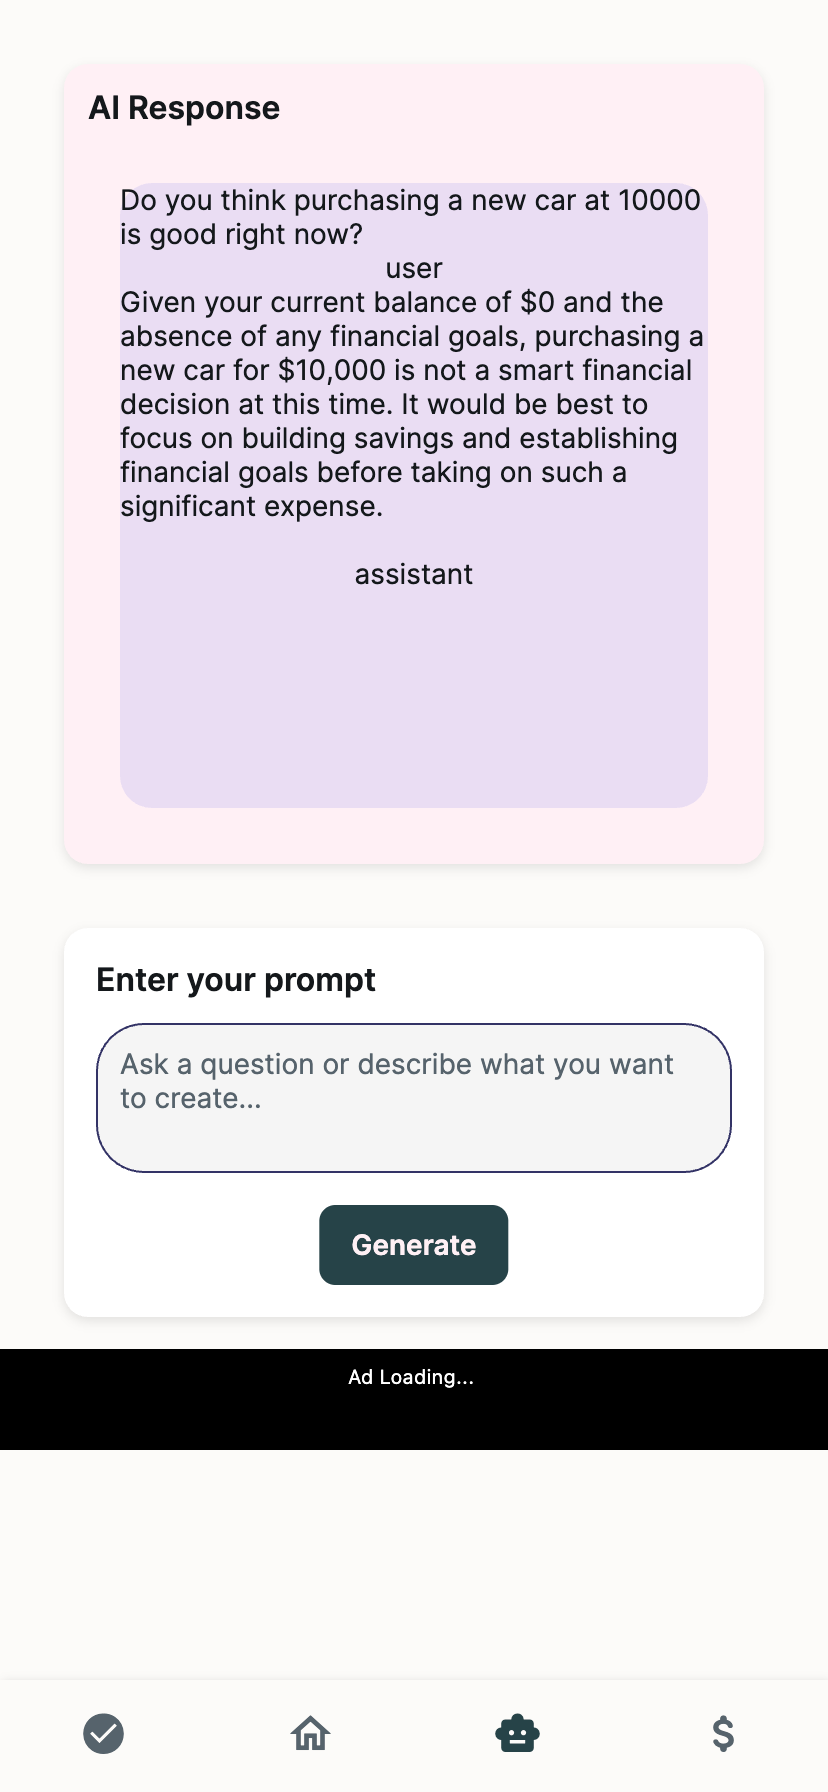 AI Response
Do you think purchasing a new car at 10000
is good right now?
user
Given your current balance of $0 and the
absence of any financial goals, purchasing a
new car for $10,000 is not a smart financial
decision at this time. It would be best to
focus on building savings and establishing
financial goals before taking on such a
significant expense.
assistant
Enter your prompt
Ask a question or describe what you want
to create...
Generate
Ad Loading...